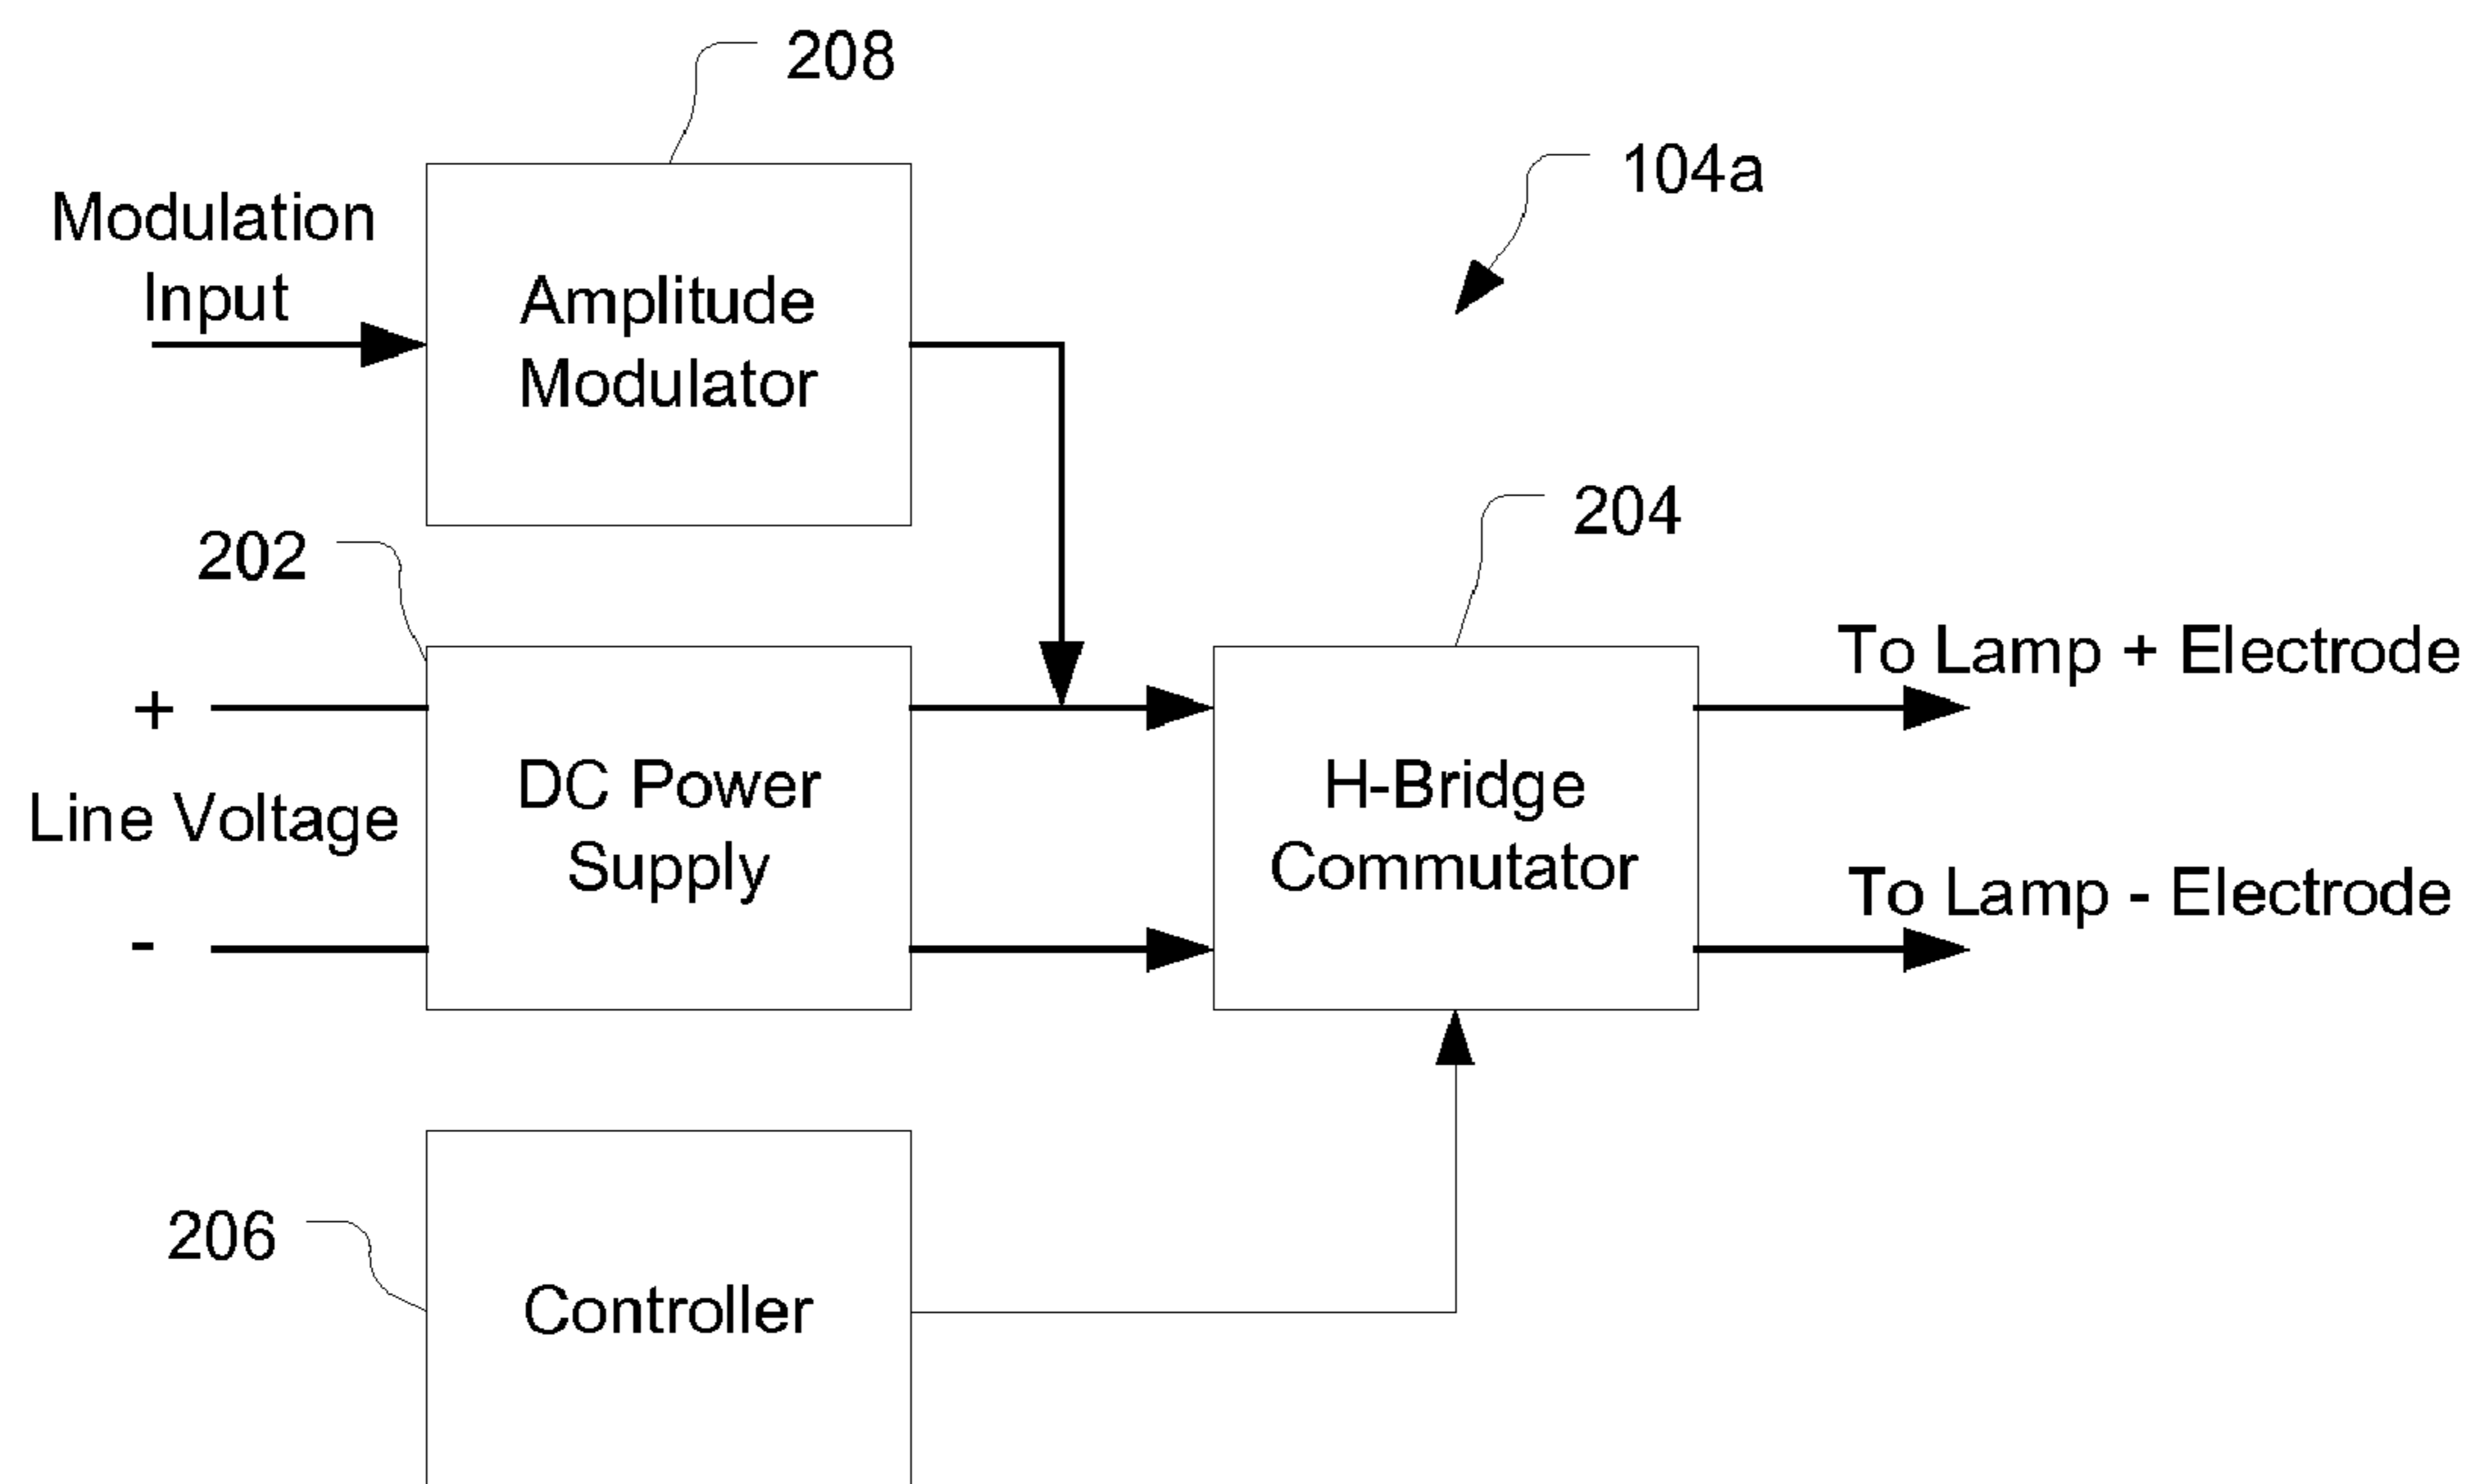 208
104a
Modulation
Input
Amplitude
Modulator
202
204
+
Line Voltage
-
DC Power
Supply
H-Bridge
Commutator
To Lamp + Electrode
To Lamp - Electrode
206
Controller